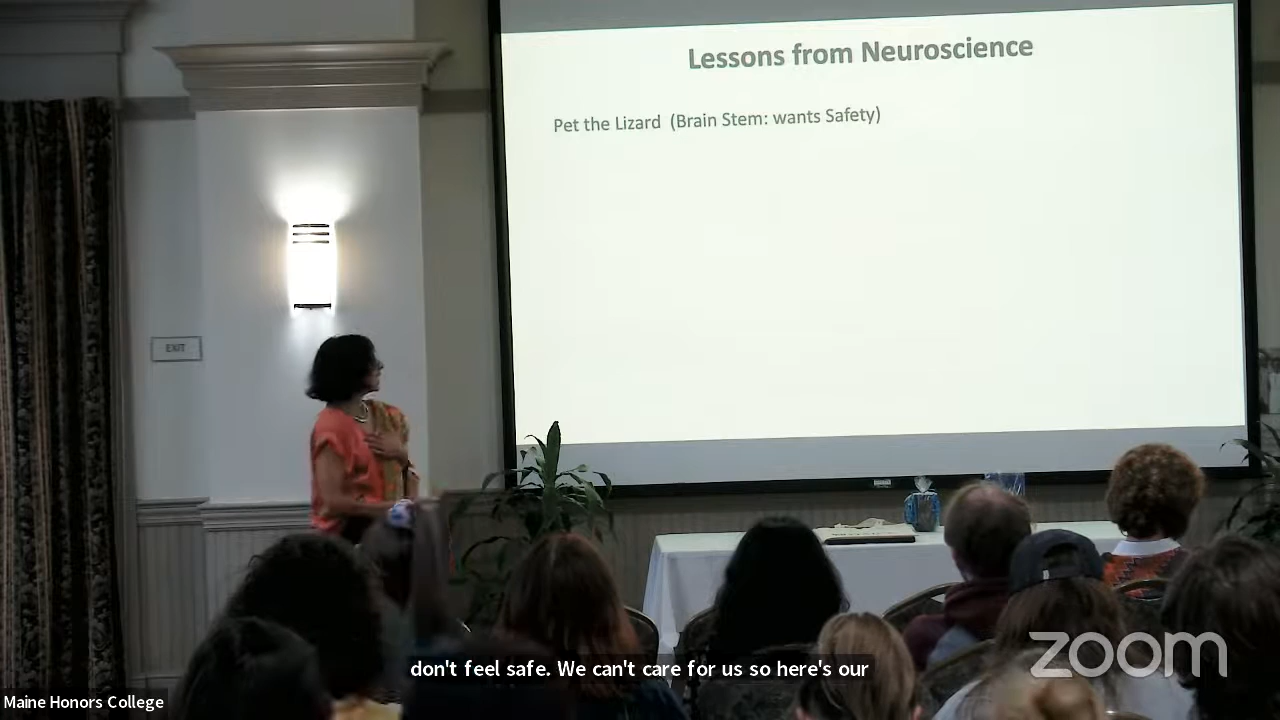 Lessons from Neuroscience
Pet the Lizard (Brain Stem: wants Safety)
EXIT
don't feel safe. We can't care for us so here's our
zoom
Maine Honors College